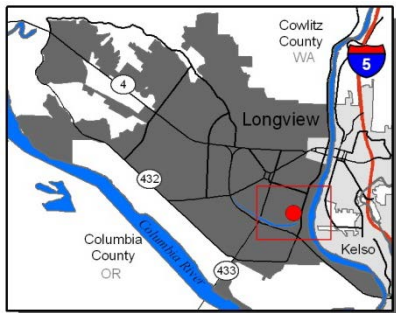 Cowlitz
County
WA
5
4
Longview
432
Columbia River
Columbia
County
OR
Kelso
433